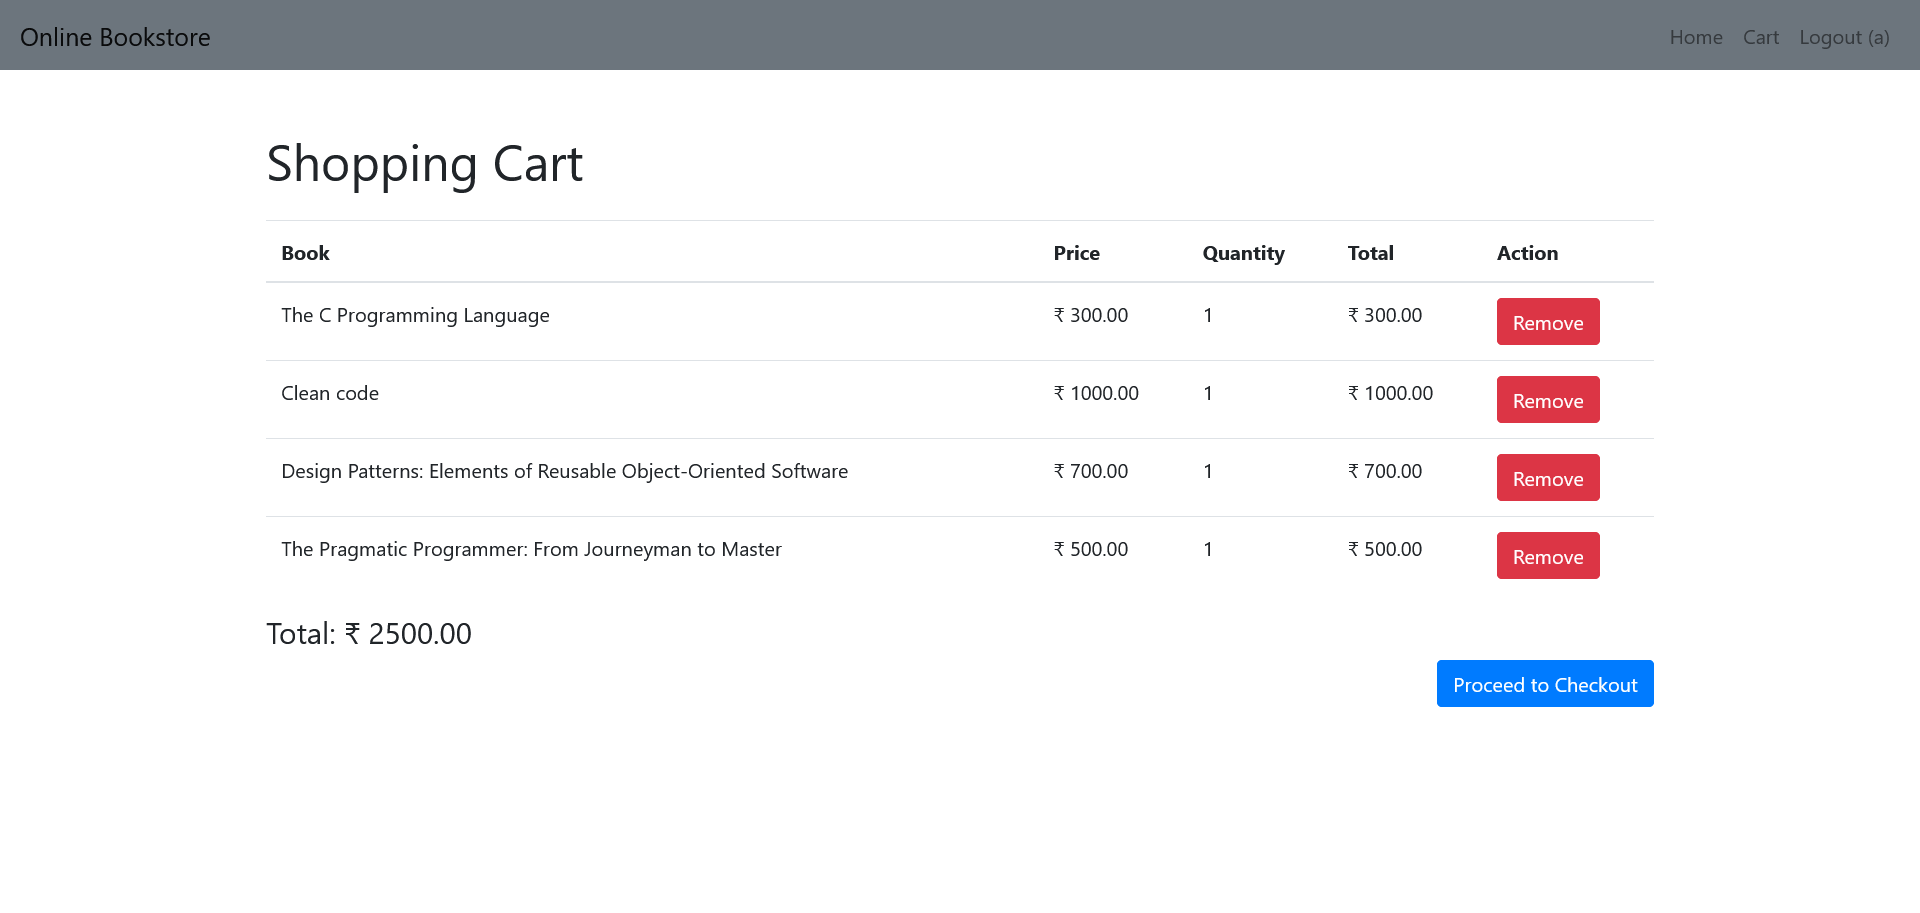 Online Bookstore Home Cart Logout (a)
Shopping Cart
Book Price Quantity Total Action
The C Programming Language ₹ 300.00 1 ₹ 300.00 Remove
Clean code ₹ 1000.00 1 ₹ 1000.00 Remove
Design Patterns: Elements of Reusable Object-Oriented Software ₹ 700.00 1 ₹ 700.00 Remove
The Pragmatic Programmer: From Journeyman to Master ₹ 500.00 1 ₹ 500.00 Remove
Total: ₹ 2500.00
Proceed to Checkout